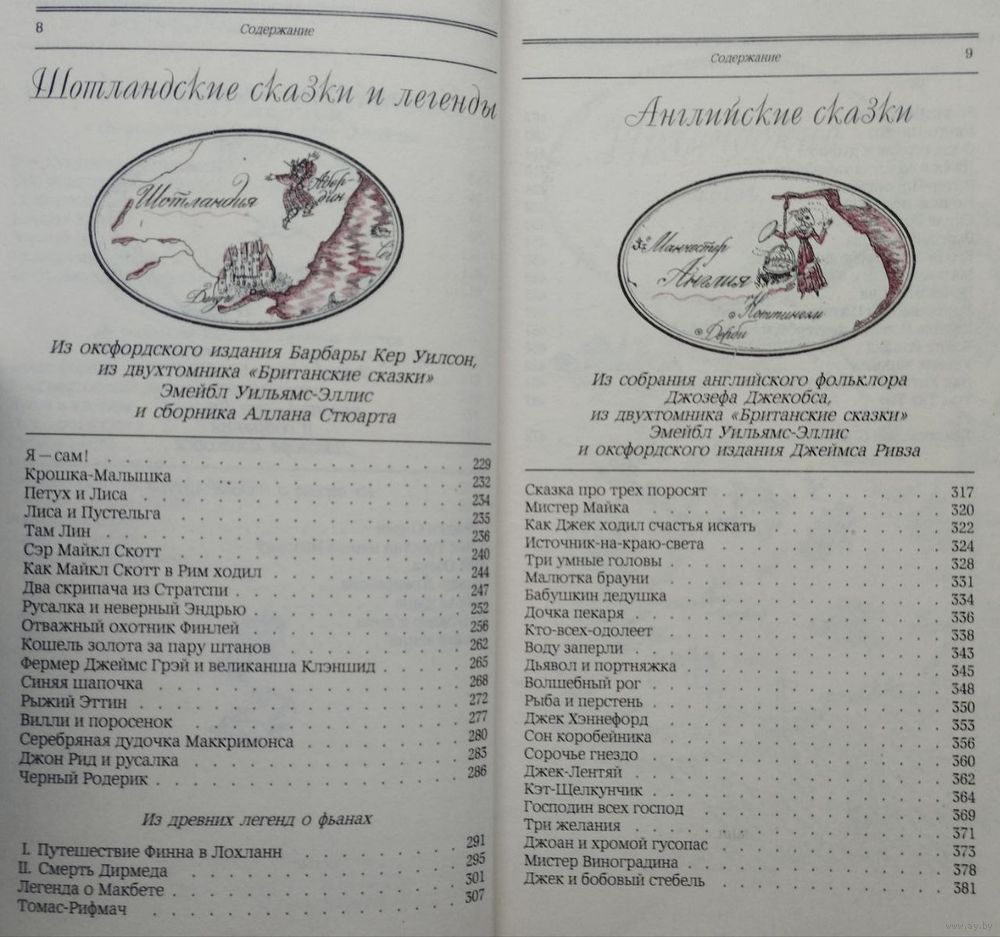 8
Содержание
Шотландские сказки и легенды
Шотландия
Абер-
дин
Из оксфордского издания Барбары Кер Уилсон,
из двухтомника «Британские сказки»
Эмейбл Уильямс-Эллис
и сборника Аллана Стюарта
Я — сам! 229
Крошка-Малышка 232
Петух и Лиса 234
Лиса и Пустельга 235
Там Лин 236
Сэр Майкл Скотт 240
Как Майкл Скотт в Рим ходил 244
Два скрипача из Стратспи 247
Русалка и неверный Эндрью 252
Отважный охотник Финлей 256
Кошель золота за пару штанов 262
Фермер Джеймс Грэй и великанша Клэншид 265
Синяя шапочка 268
Рыжий Эттин 272
Вилли и поросенок 277
Серебряная дудочка Маккримонса 280
Джон Рид и русалка 283
Черный Родерик 286
Из древних легенд о фьанах
I. Путешествие Финна в Лохланн 291
II. Смерть Дирмеда 295
Легенда о Макбете 301
Томас-Рифмач 307
Содержание
9
Английские сказки
Манчестер
Англия
Ноттингем
Дерби
Из собрания английского фольклора
Джозефа Джекобса,
из двухтомника «Британские сказки»
Эмейбл Уильямс-Эллис
и оксфордского издания Джеймса Ривза
Сказка про трех поросят 317
Мистер Майка 320
Как Джек ходил счастья искать 322
Источник-на-краю-света 324
Три умные головы 328
Малютка брауни 331
Бабушкин дедушка 334
Дочка пекаря 336
Кто-всех-одолеет 338
Воду заперли 343
Дьявол и портняжка 345
Волшебный рог 348
Рыба и перстень 350
Джек Хэннефорд 353
Сон коробейника 356
Сорочье гнездо 360
Джек-Лентяй 362
Кэт-Щелкунчик 364
Господин всех господ 369
Три желания 371
Джоан и хромой гусопас 373
Мистер Виноградина 378
Джек и бобовый стебель 381
www.ay.by